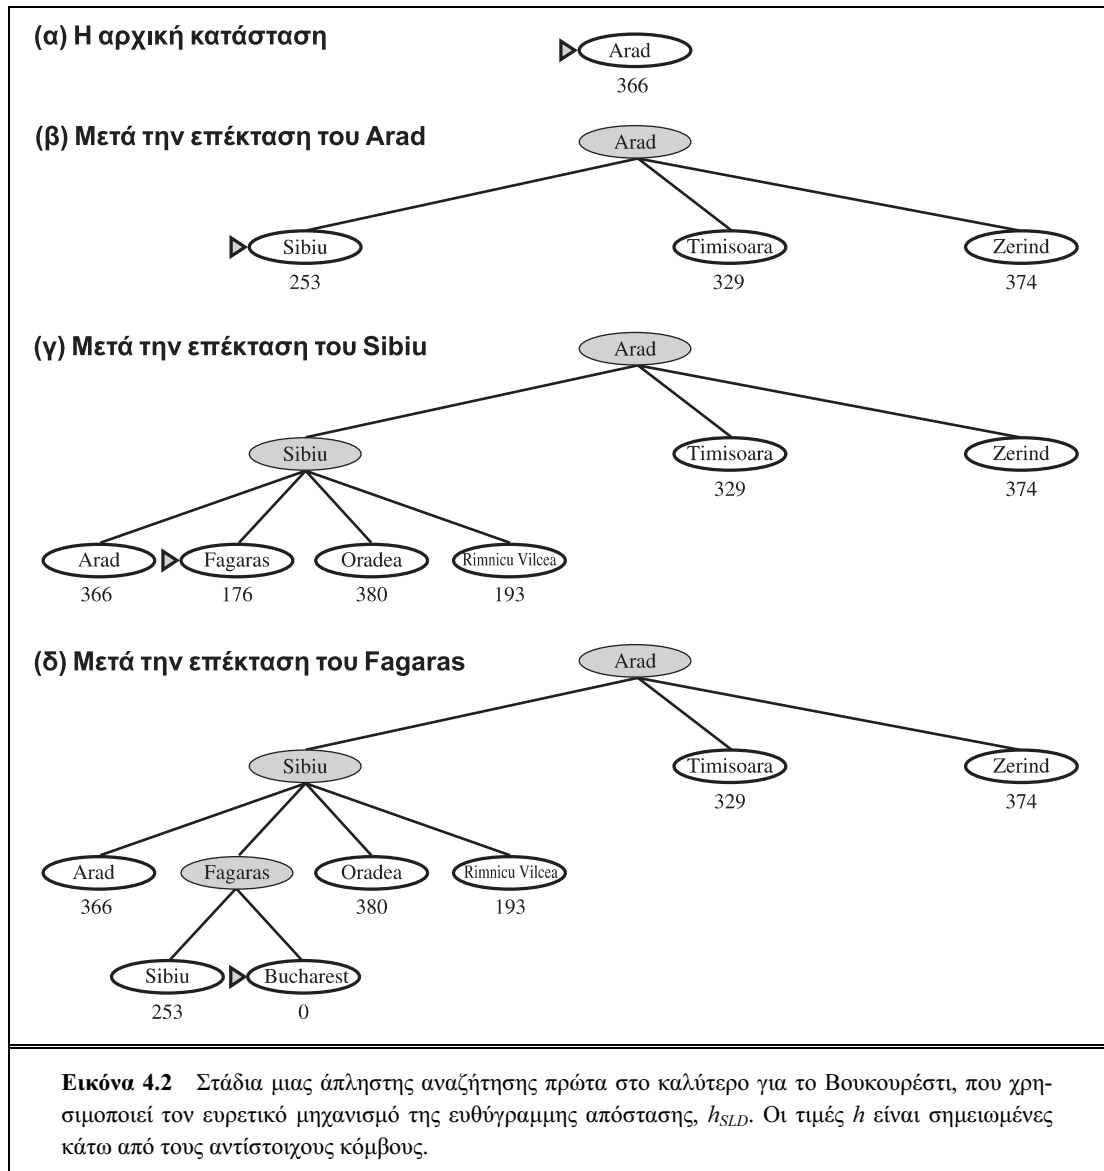 (α) Η αρχική κατάσταση
Arad
366
(β) Μετά την επέκταση του Arad
Arad
Sibiu Timisoara Zerind
253 329 374
(γ) Μετά την επέκταση του Sibiu
Arad
Sibiu Timisoara Zerind
329 374
Arad Fagaras Oradea Rimnicu Vilcea
366 176 380 193
(δ) Μετά την επέκταση του Fagaras
Arad
Sibiu Timisoara Zerind
329 374
Arad Fagaras Oradea Rimnicu Vilcea
366 380 193
Sibiu Bucharest
253 0
Εικόνα 4.2 Στάδια μιας άπληστης αναζήτησης πρώτα στο καλύτερο για το Βουκουρέστι, που χρη-
σιμοποιεί τον ευρετικό μηχανισμό της ευθύγραμμης απόστασης, hSLD. Οι τιμές h είναι σημειωμένες
κάτω από τους αντίστοιχους κόμβους.